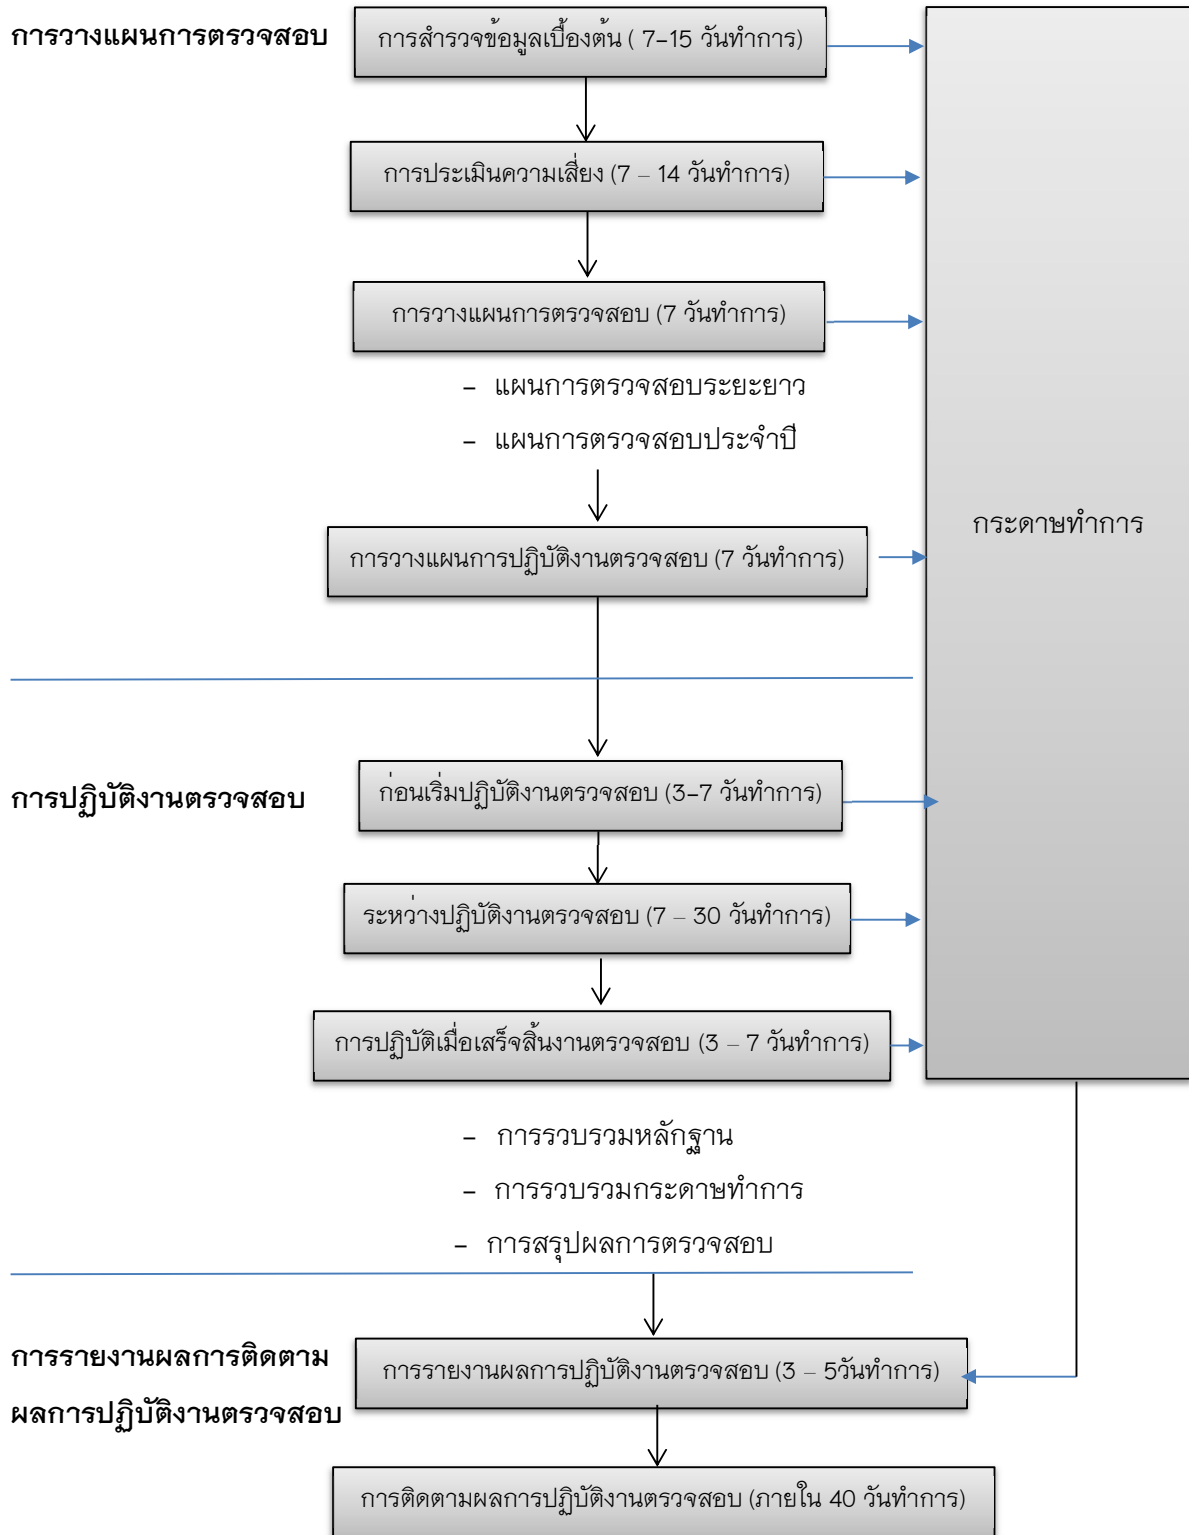 การวางแผนการตรวจสอบ
การสำรวจข้อมูลเบื้องต้น ( 7-15 วันทำการ)
การประเมินความเสี่ยง (7 – 14 วันทำการ)
การวางแผนการตรวจสอบ (7 วันทำการ)
- แผนการตรวจสอบระยะยาว
- แผนการตรวจสอบประจำปี
กระดาษทำการ
การวางแผนการปฏิบัติงานตรวจสอบ (7 วันทำการ)
การปฏิบัติงานตรวจสอบ
ก่อนเริ่มปฏิบัติงานตรวจสอบ (3-7 วันทำการ)
ระหว่างปฏิบัติงานตรวจสอบ (7 – 30 วันทำการ)
การปฏิบัติเมื่อเสร็จสิ้นงานตรวจสอบ (3 – 7 วันทำการ)
- การรวบรวมหลักฐาน
- การรวบรวมกระดาษทำการ
- การสรุปผลการตรวจสอบ
การรายงานผลการติดตาม
ผลการปฏิบัติงานตรวจสอบ
การรายงานผลการปฏิบัติงานตรวจสอบ (3 – 5วันทำการ)
การติดตามผลการปฏิบัติงานตรวจสอบ (ภายใน 40 วันทำการ)